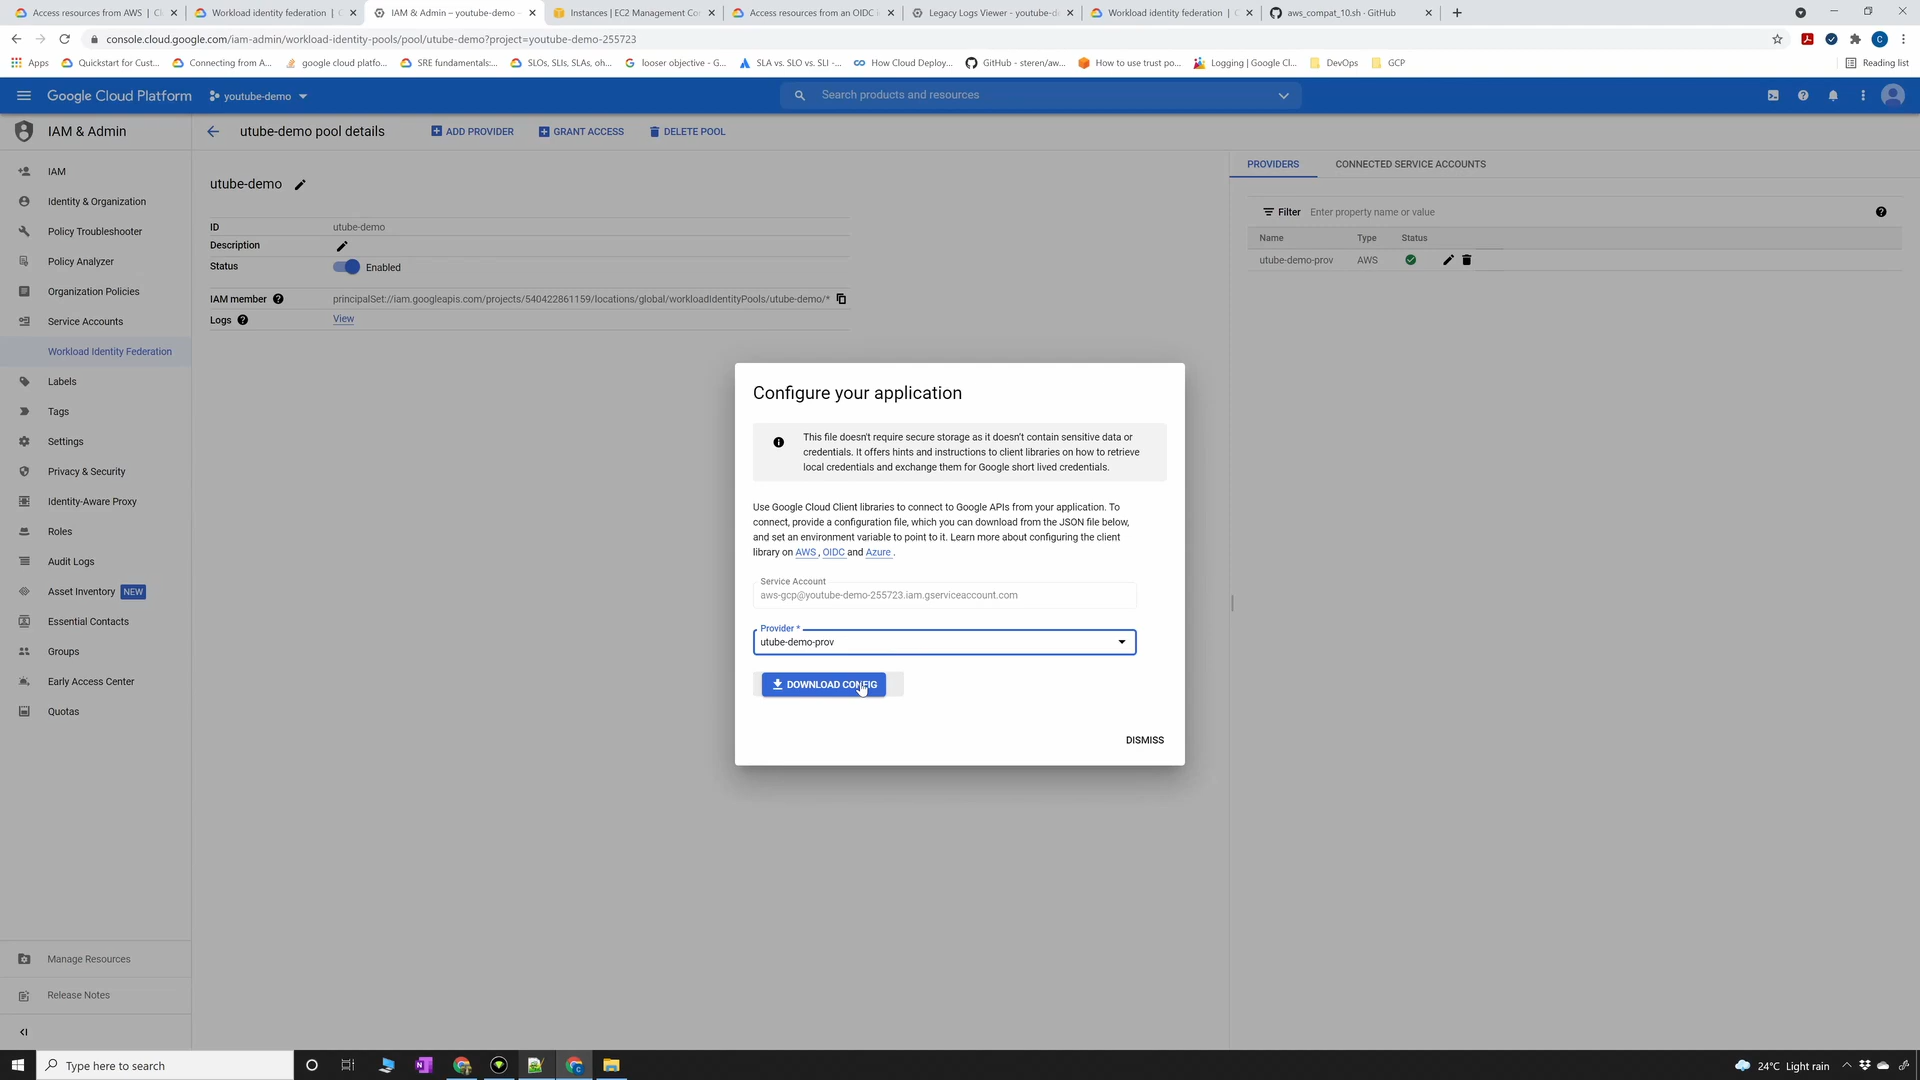 Access resources from AWS | Cl
Workload identity federation | C
IAM & Admin – youtube-demo -
Instances | EC2 Management Co
Access resources from an OIDC i
Legacy Logs Viewer - youtube-d
Workload identity federation | C
aws_compat_10.sh · GitHub
console.cloud.google.com/iam-admin/workload-identity-pools/pool/utube-demo?project=youtube-demo-255723
C
Apps
Quickstart for Cust...
Connecting from A...
google cloud platfo...
SRE fundamentals:...
SLOs, SLIs, SLAs, oh...
looser objective - G...
SLA vs. SLO vs. SLI -...
How Cloud Deploy...
GitHub - steren/aw...
How to use trust po...
Logging | Google Cl...
DevOps
GCP
Reading list
Google Cloud Platform
youtube-demo
Search products and resources
IAM & Admin
utube-demo pool details
ADD PROVIDER
GRANT ACCESS
DELETE POOL
IAM
Identity & Organization
Policy Troubleshooter
Policy Analyzer
Organization Policies
Service Accounts
Workload Identity Federation
Labels
Tags
Settings
Privacy & Security
Identity-Aware Proxy
Roles
Audit Logs
Asset Inventory NEW
Essential Contacts
Groups
Early Access Center
Quotas
Manage Resources
Release Notes
utube-demo
ID utube-demo
Description
Status Enabled
IAM member principalSet://iam.googleapis.com/projects/540422861159/locations/global/workloadIdentityPools/utube-demo/*
Logs View
PROVIDERS
CONNECTED SERVICE ACCOUNTS
Filter Enter property name or value
Name Type Status
utube-demo-prov AWS
Configure your application
This file doesn't require secure storage as it doesn't contain sensitive data or
credentials. It offers hints and instructions to client libraries on how to retrieve
local credentials and exchange them for Google short lived credentials.
Use Google Cloud Client libraries to connect to Google APIs from your application. To
connect, provide a configuration file, which you can download from the JSON file below,
and set an environment variable to point to it. Learn more about configuring the client
library on AWS , OIDC and Azure .
Service Account
aws-gcp@youtube-demo-255723.iam.gserviceaccount.com
Provider *
utube-demo-prov
DOWNLOAD CONFIG
DISMISS
Type here to search
24°C Light rain